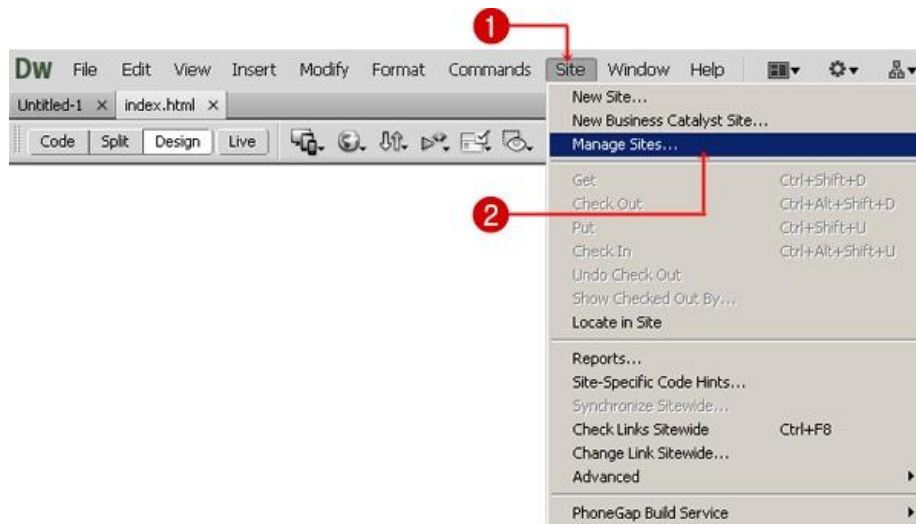 1
DW File Edit View Insert Modify Format Commands Site Window Help
Untitled-1 × index.html ×
Code Split Design Live
New Site...
New Business Catalyst Site...
Manage Sites...
2
Get Ctrl+Shift+D
Check Out Ctrl+Alt+Shift+D
Put Ctrl+Shift+U
Check In Ctrl+Alt+Shift+U
Undo Check Out
Show Checked Out By...
Locate in Site
Reports...
Site-Specific Code Hints...
Synchronize Sitewide...
Check Links Sitewide Ctrl+F8
Change Link Sitewide...
Advanced
PhoneGap Build Service